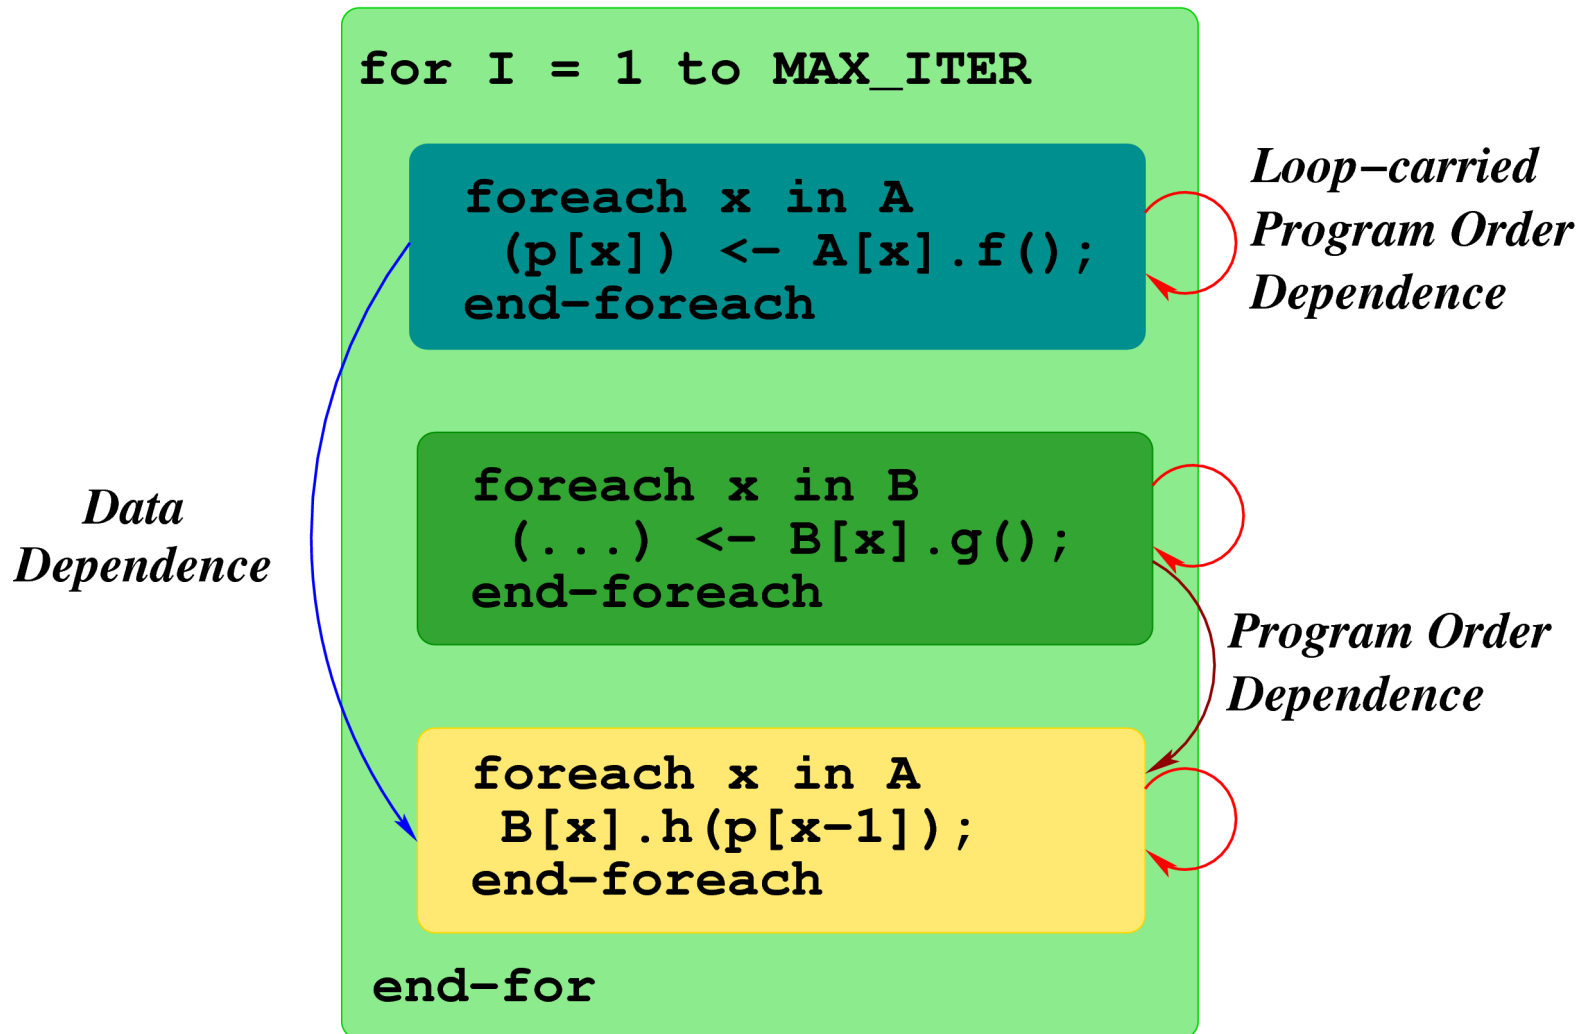 for I = 1 to MAX_ITER
foreach x in A
(p[x]) <- A[x].f();
end-foreach
Loop-carried
Program Order
Dependence
foreach x in B
(...) <- B[x].g();
end-foreach
Data
Dependence
Program Order
Dependence
foreach x in A
B[x].h(p[x-1]);
end-foreach
end-for